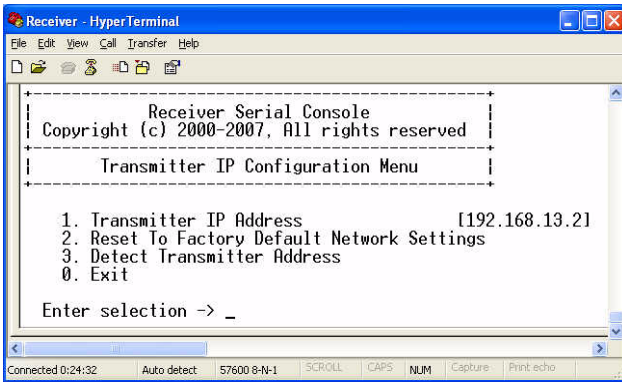 Receiver - HyperTerminal
File Edit View Call Transfer Help
+------------------------------------------------+
| Receiver Serial Console |
| Copyright (c) 2000-2007, All rights reserved |
+------------------------------------------------+
| Transmitter IP Configuration Menu |
+------------------------------------------------+
1. Transmitter IP Address [192.168.13.2]
2. Reset To Factory Default Network Settings
3. Detect Transmitter Address
0. Exit
Enter selection -> _
Connected 0:24:32 Auto detect 57600 8-N-1 SCROLL CAPS NUM Capture Print echo